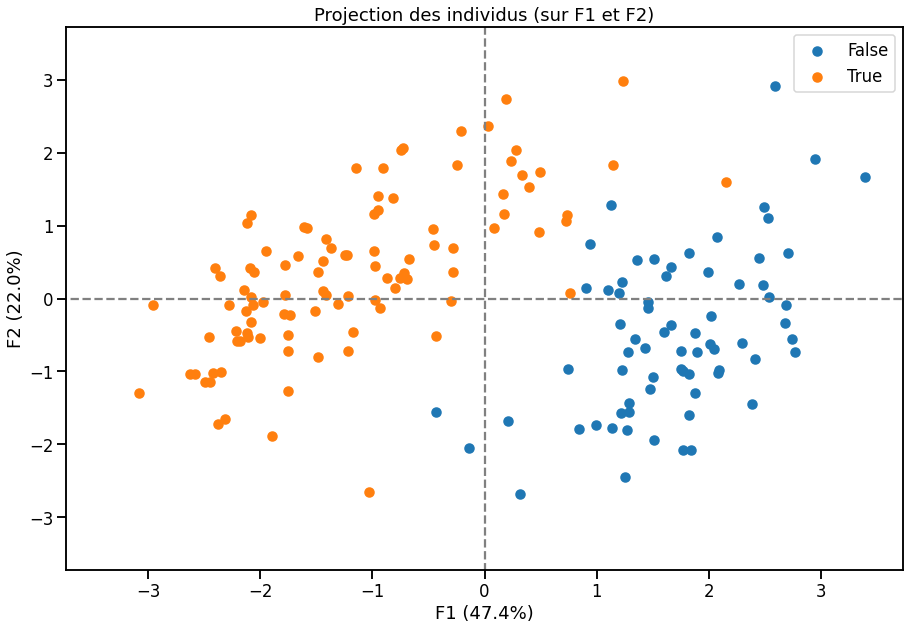 Projection des individus (sur F1 et F2)
False
True
3
2
1
0
−1
−2
−3
F2 (22.0%)
−3
−2
−1
0
1
2
3
F1 (47.4%)